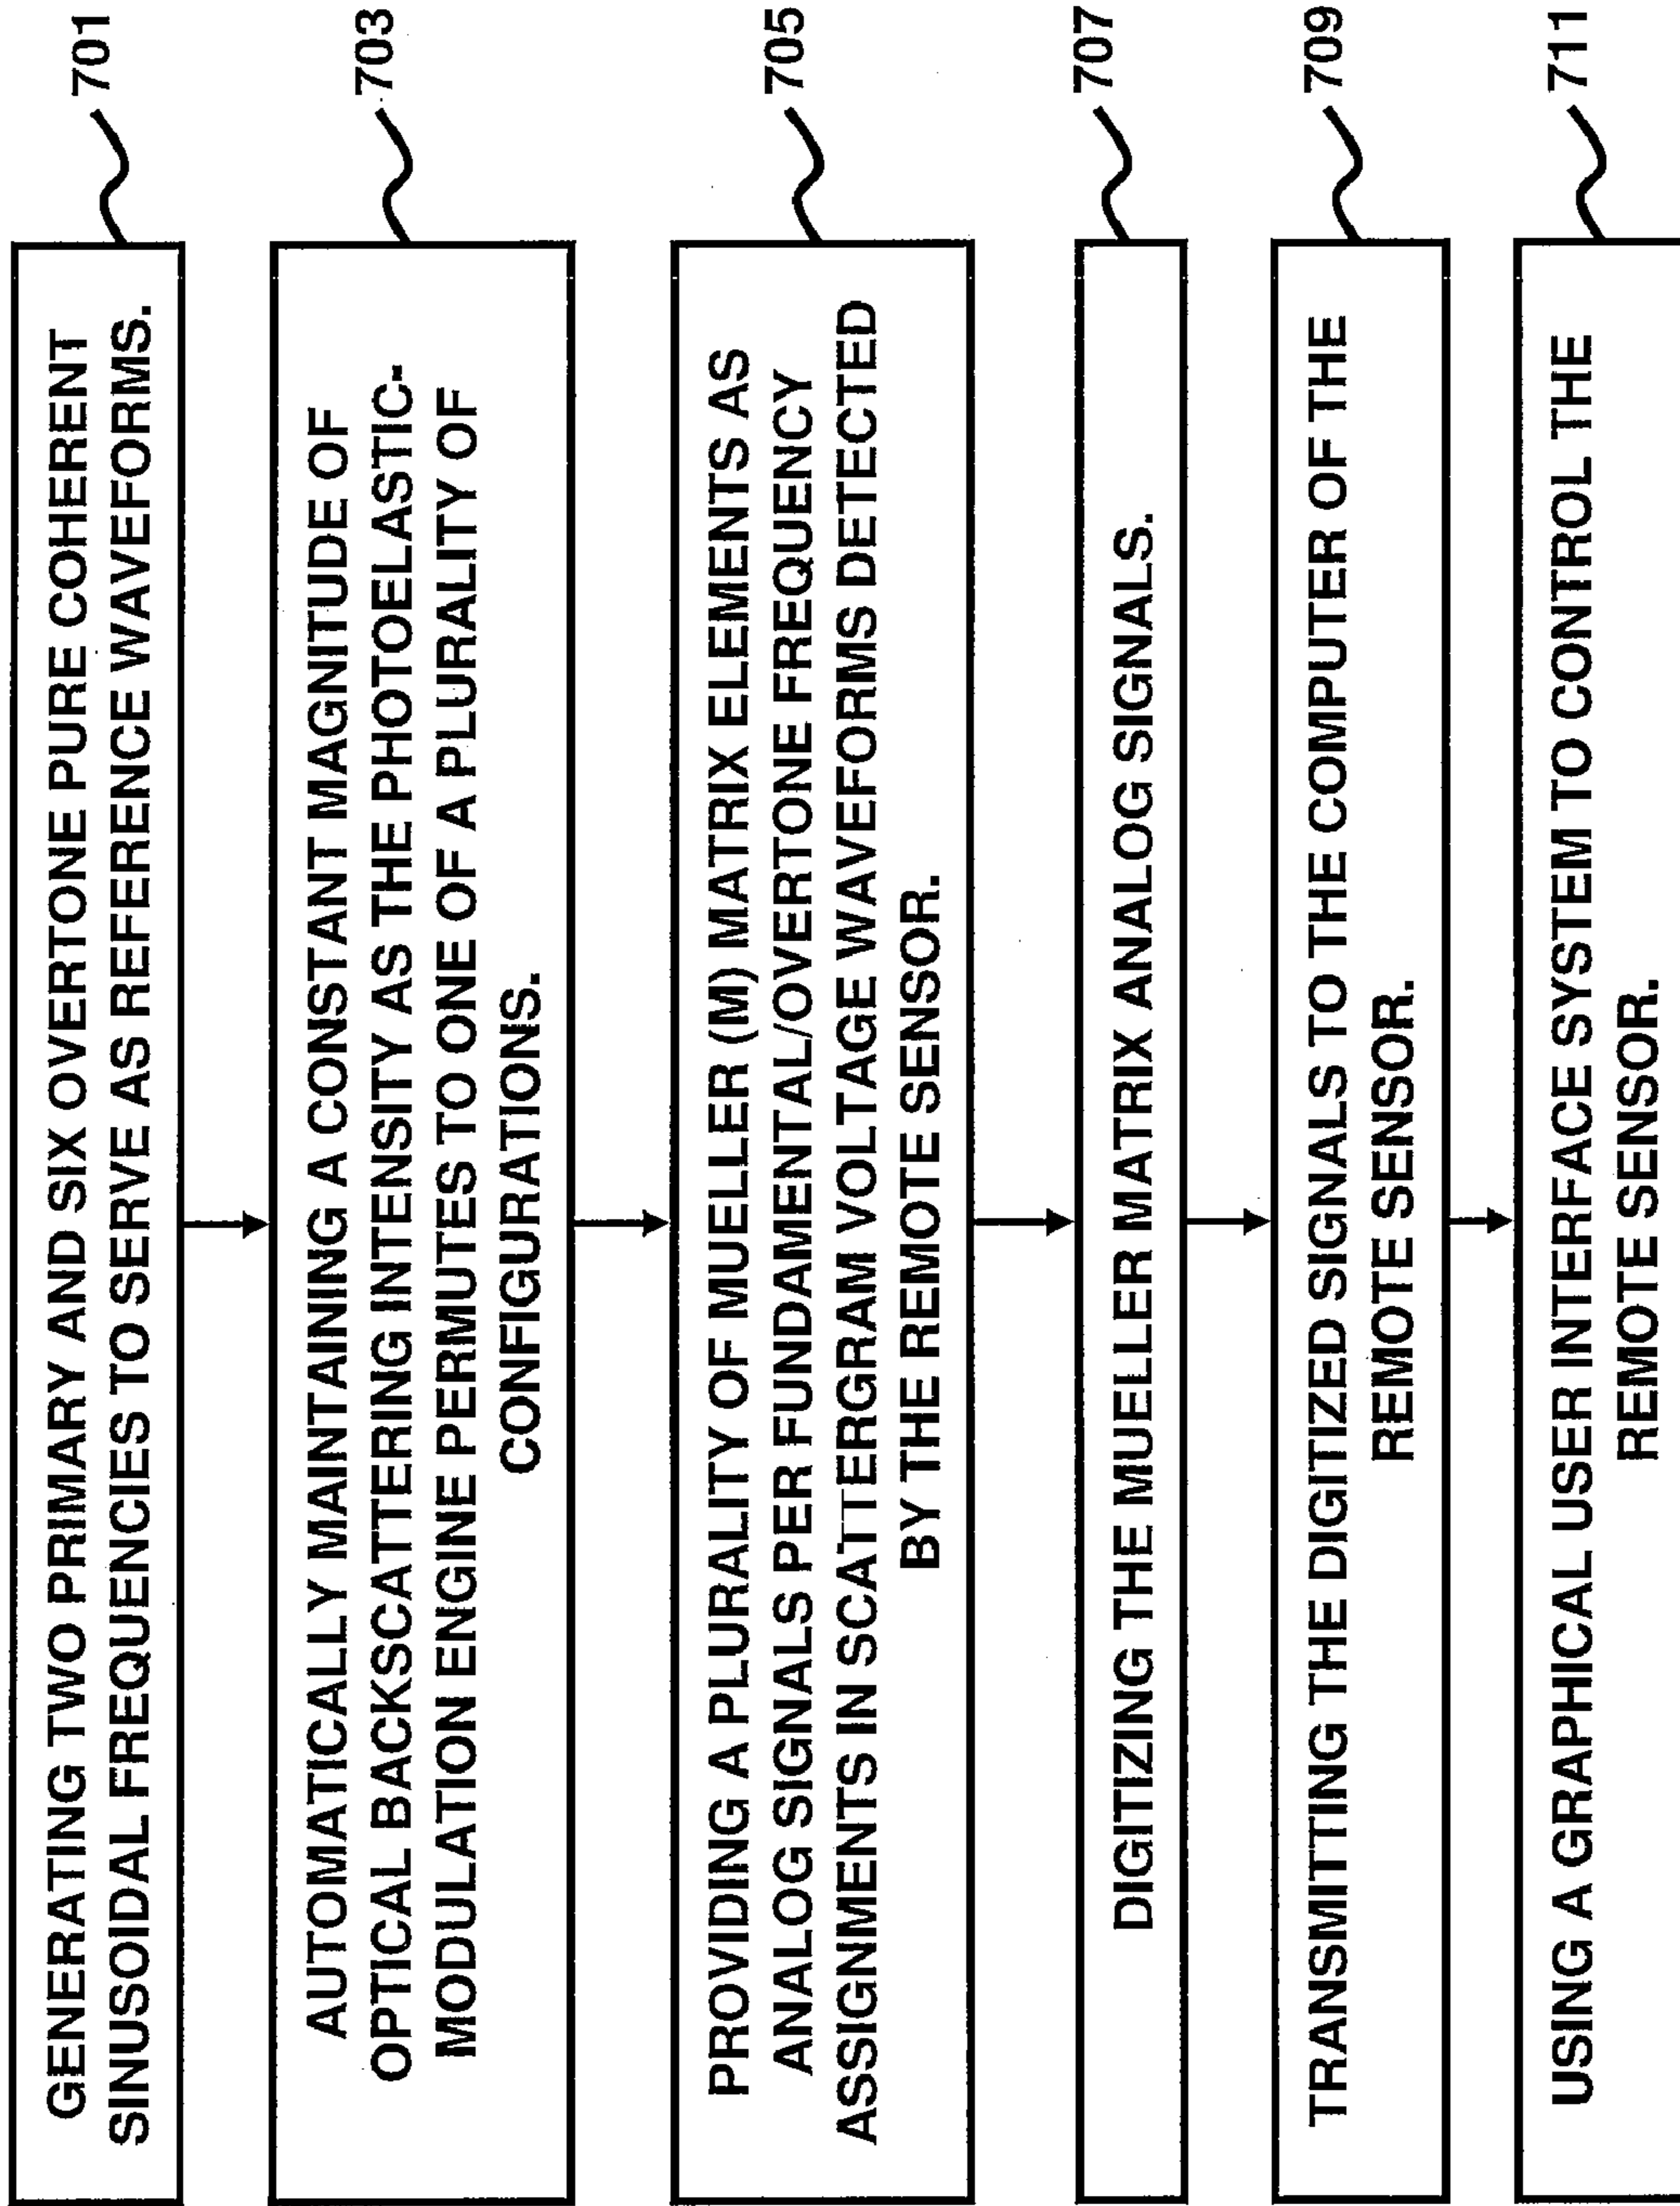 GENERATING TWO PRIMARY AND SIX OVERTONE PURE COHERENT
SINUSOIDAL FREQUENCIES TO SERVE AS REFERENCE WAVEFORMS.
701
AUTOMATICALLY MAINTAINING A CONSTANT MAGNITUDE OF
OPTICAL BACKSCATTERING INTENSITY AS THE PHOTOELASTIC-
MODULATION ENGINE PERMUTES TO ONE OF A PLURALITY OF
CONFIGURATIONS.
703
PROVIDING A PLURALITY OF MUELLER (M) MATRIX ELEMENTS AS
ANALOG SIGNALS PER FUNDAMENTAL/OVERTONE FREQUENCY
ASSIGNMENTS IN SCATTERGRAM VOLTAGE WAVEFORMS DETECTED
BY THE REMOTE SENSOR.
705
DIGITIZING THE MUELLER MATRIX ANALOG SIGNALS.
707
TRANSMITTING THE DIGITIZED SIGNALS TO THE COMPUTER OF THE
REMOTE SENSOR.
709
USING A GRAPHICAL USER INTERFACE SYSTEM TO CONTROL THE
REMOTE SENSOR.
711